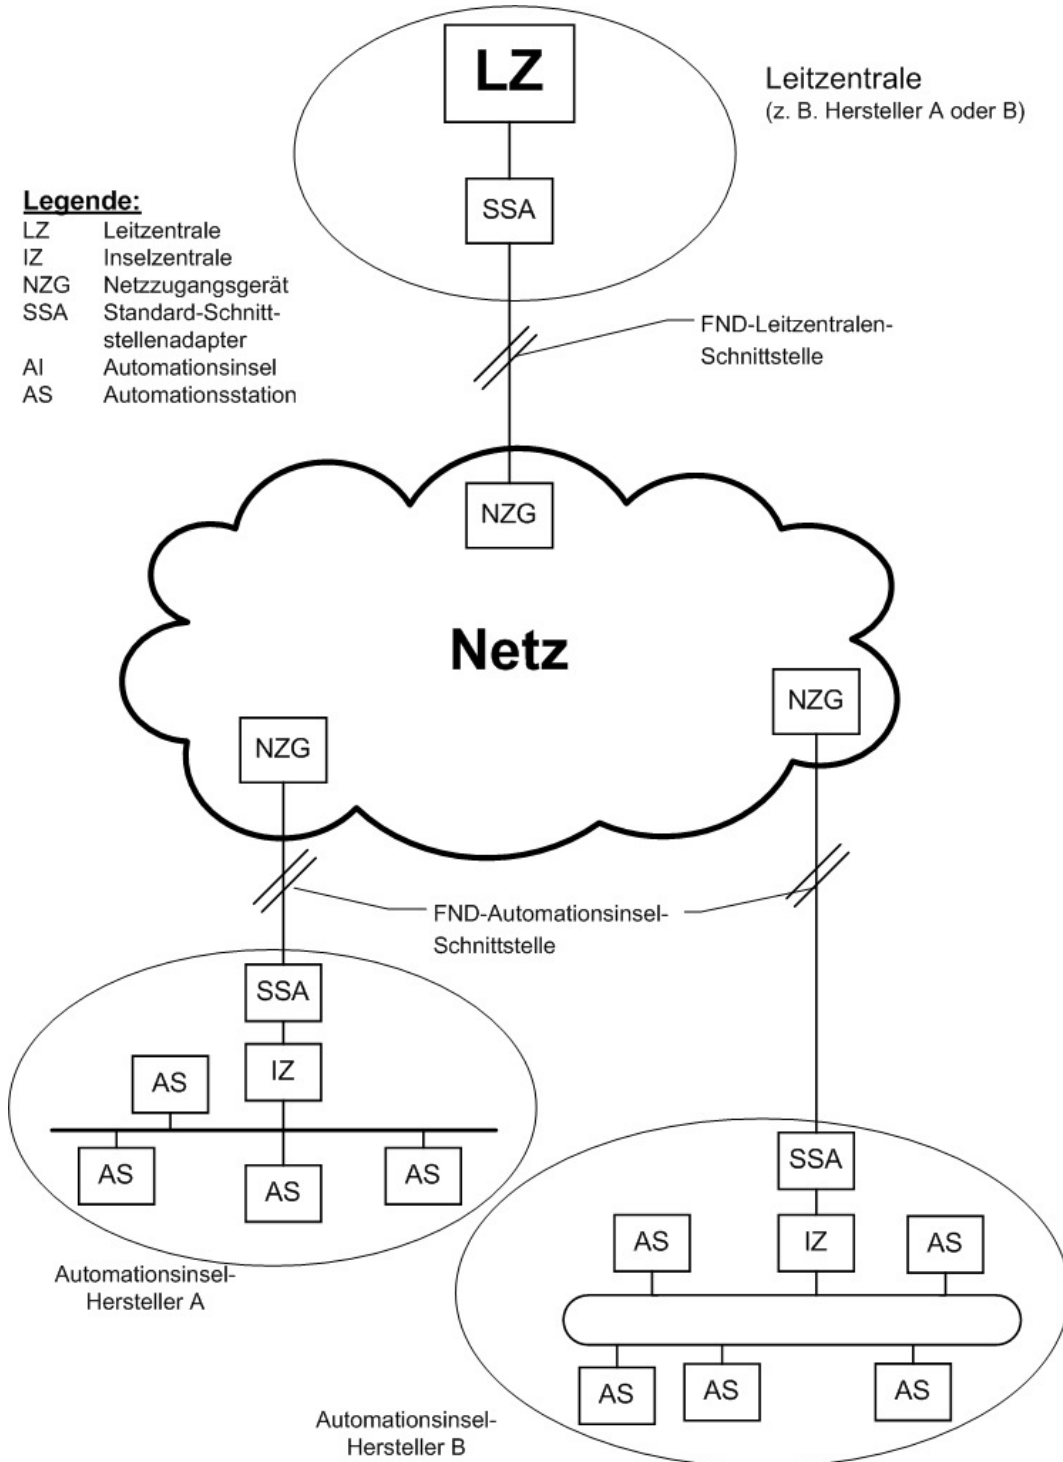 LZ
Leitzentrale
(z. B. Hersteller A oder B)
SSA
Legende:
LZ Leitzentrale
IZ Inselzentrale
NZG Netzzugangsgerät
SSA Standard-Schnitt-
stellenadapter
AI Automationsinsel
AS Automationsstation
FND-Leitzentralen-
Schnittstelle
NZG
Netz
NZG
NZG
FND-Automationsinsel-
Schnittstelle
SSA
IZ
AS
AS
AS
AS
Automationsinsel-
Hersteller A
SSA
AS
IZ
AS
AS
AS
AS
Automationsinsel-
Hersteller B